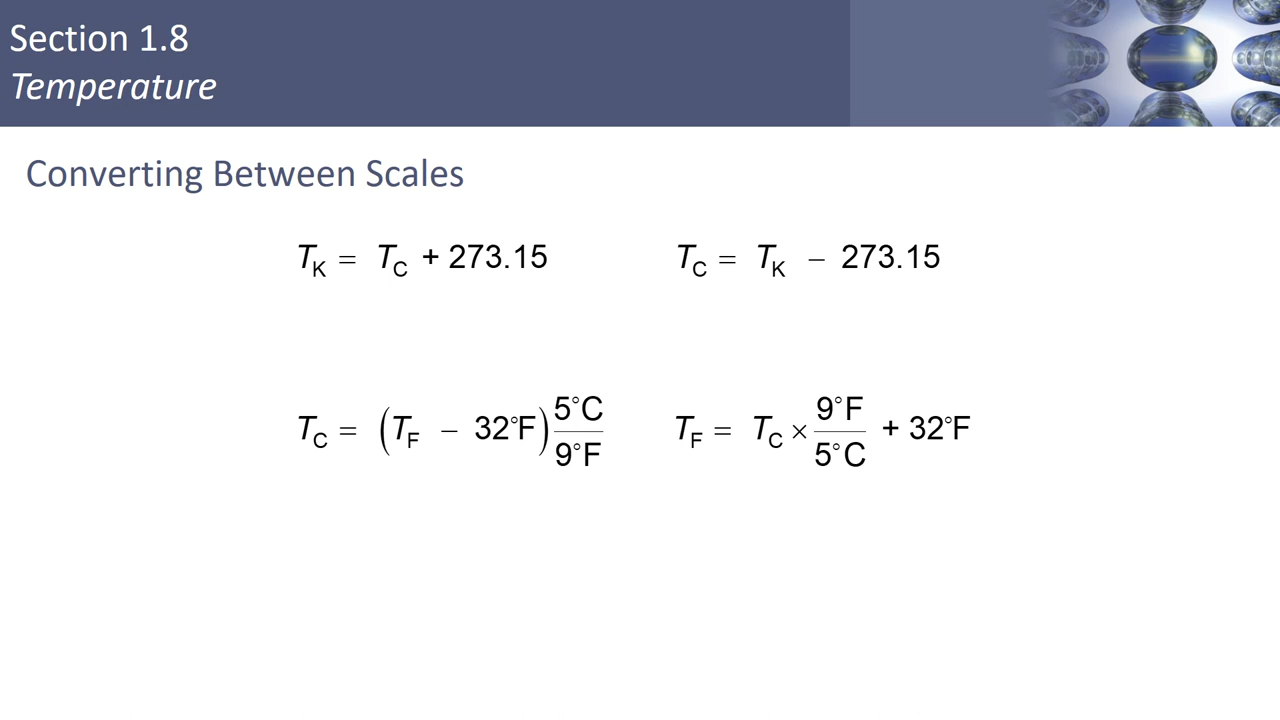 Section 1.8
Temperature
Converting Between Scales
T_K = T_C + 273.15
T_C = T_K − 273.15
T_C = (T_F − 32°F) 5°C/9°F
T_F = T_C × 9°F/5°C + 32°F